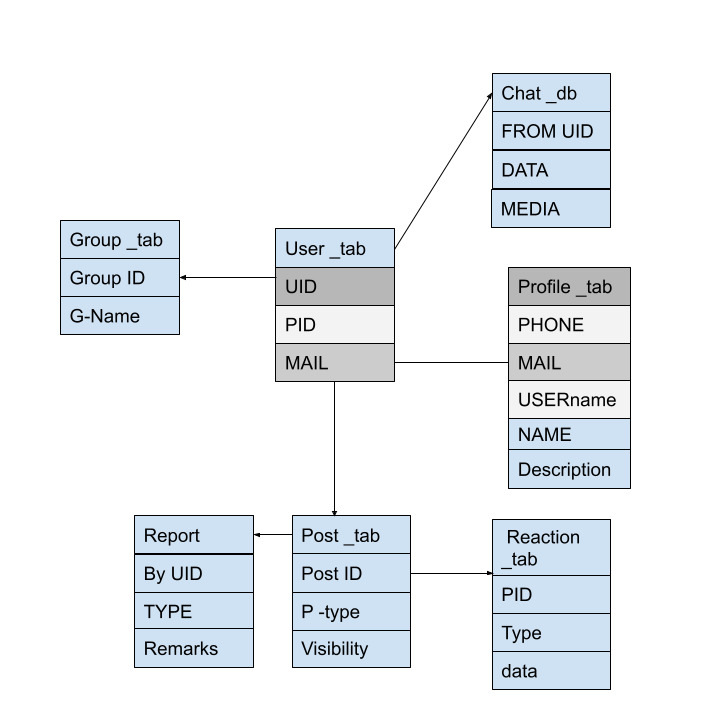 Chat _db
FROM UID
DATA
MEDIA
Group _tab
Group ID
G-Name
User _tab
UID
PID
MAIL
Profile _tab
PHONE
MAIL
USERname
NAME
Description
Report
By UID
TYPE
Remarks
Post _tab
Post ID
P -type
Visibility
Reaction
_tab
PID
Type
data